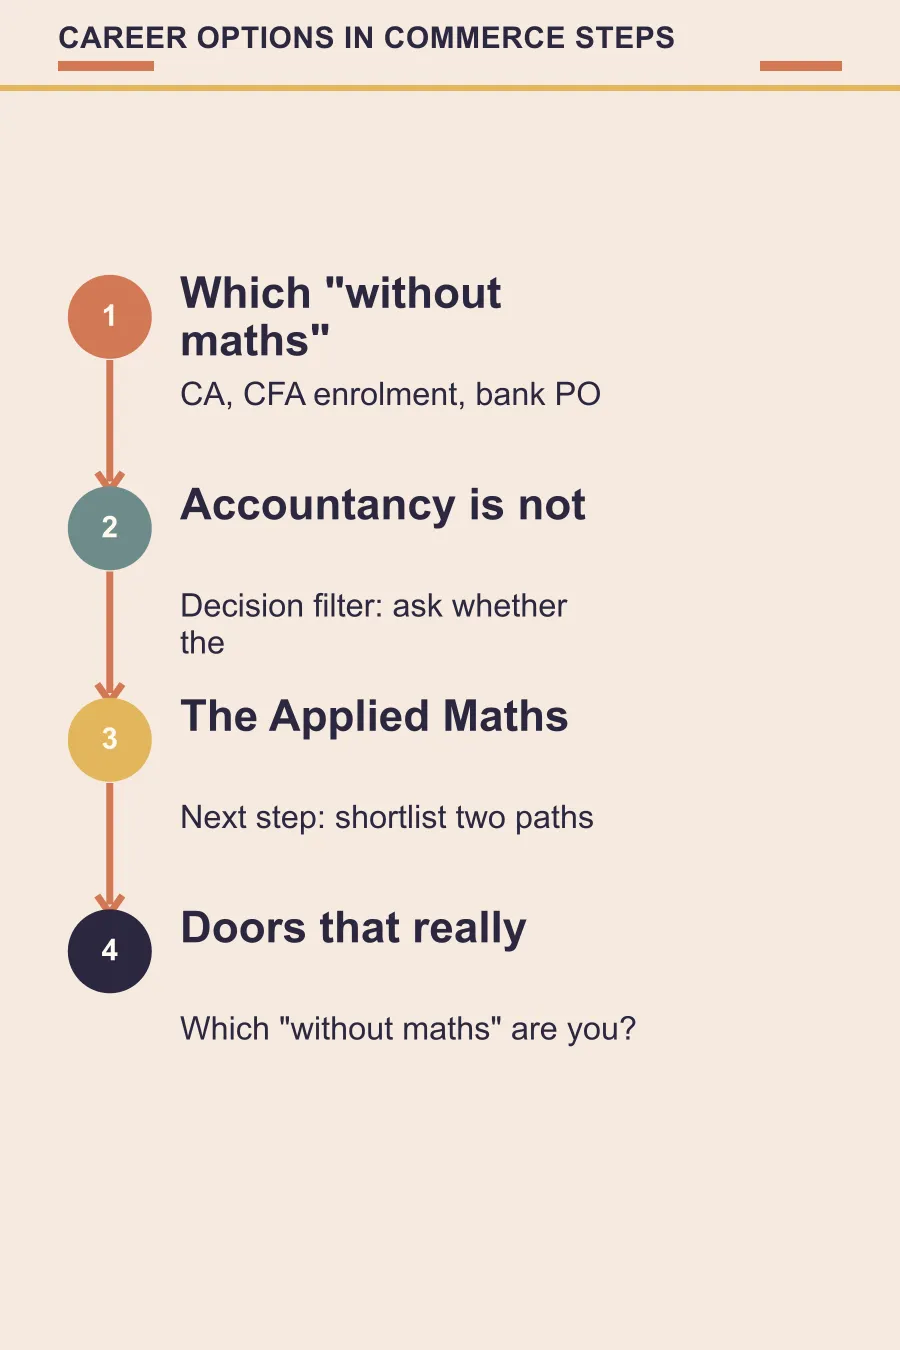 CAREER OPTIONS IN COMMERCE STEPS
1
Which "without
maths"
CA, CFA enrolment, bank PO
2
Accountancy is not
Decision filter: ask whether
the
3
The Applied Maths
Next step: shortlist two paths
4
Doors that really
Which "without maths" are you?